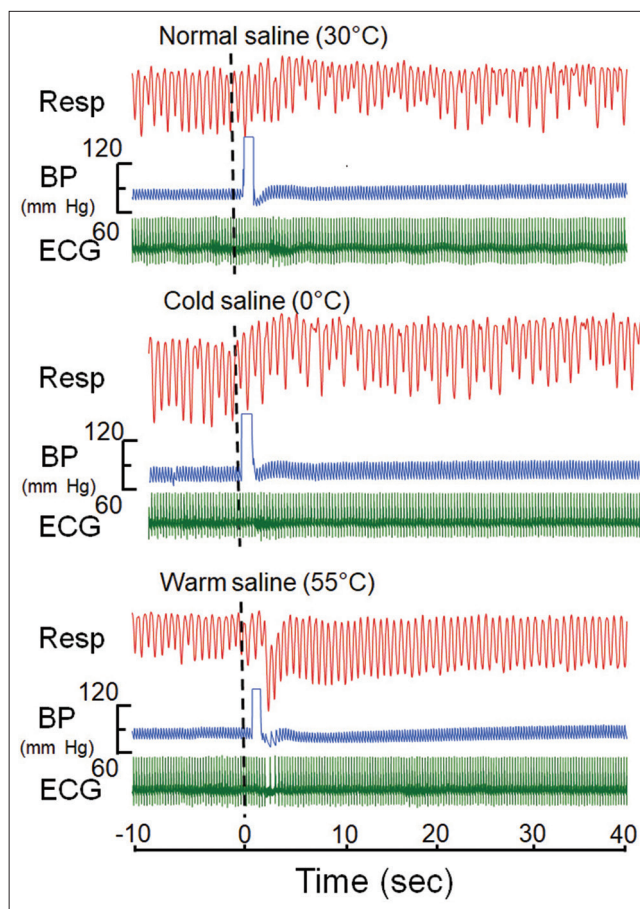 Normal saline (30°C)
Resp
120
BP
(mm Hg)
60
ECG
Cold saline (0°C)
Resp
120
BP
(mm Hg)
60
ECG
Warm saline (55°C)
Resp
120
BP
(mm Hg)
60
ECG
-10 0 10 20 30 40
Time (sec)